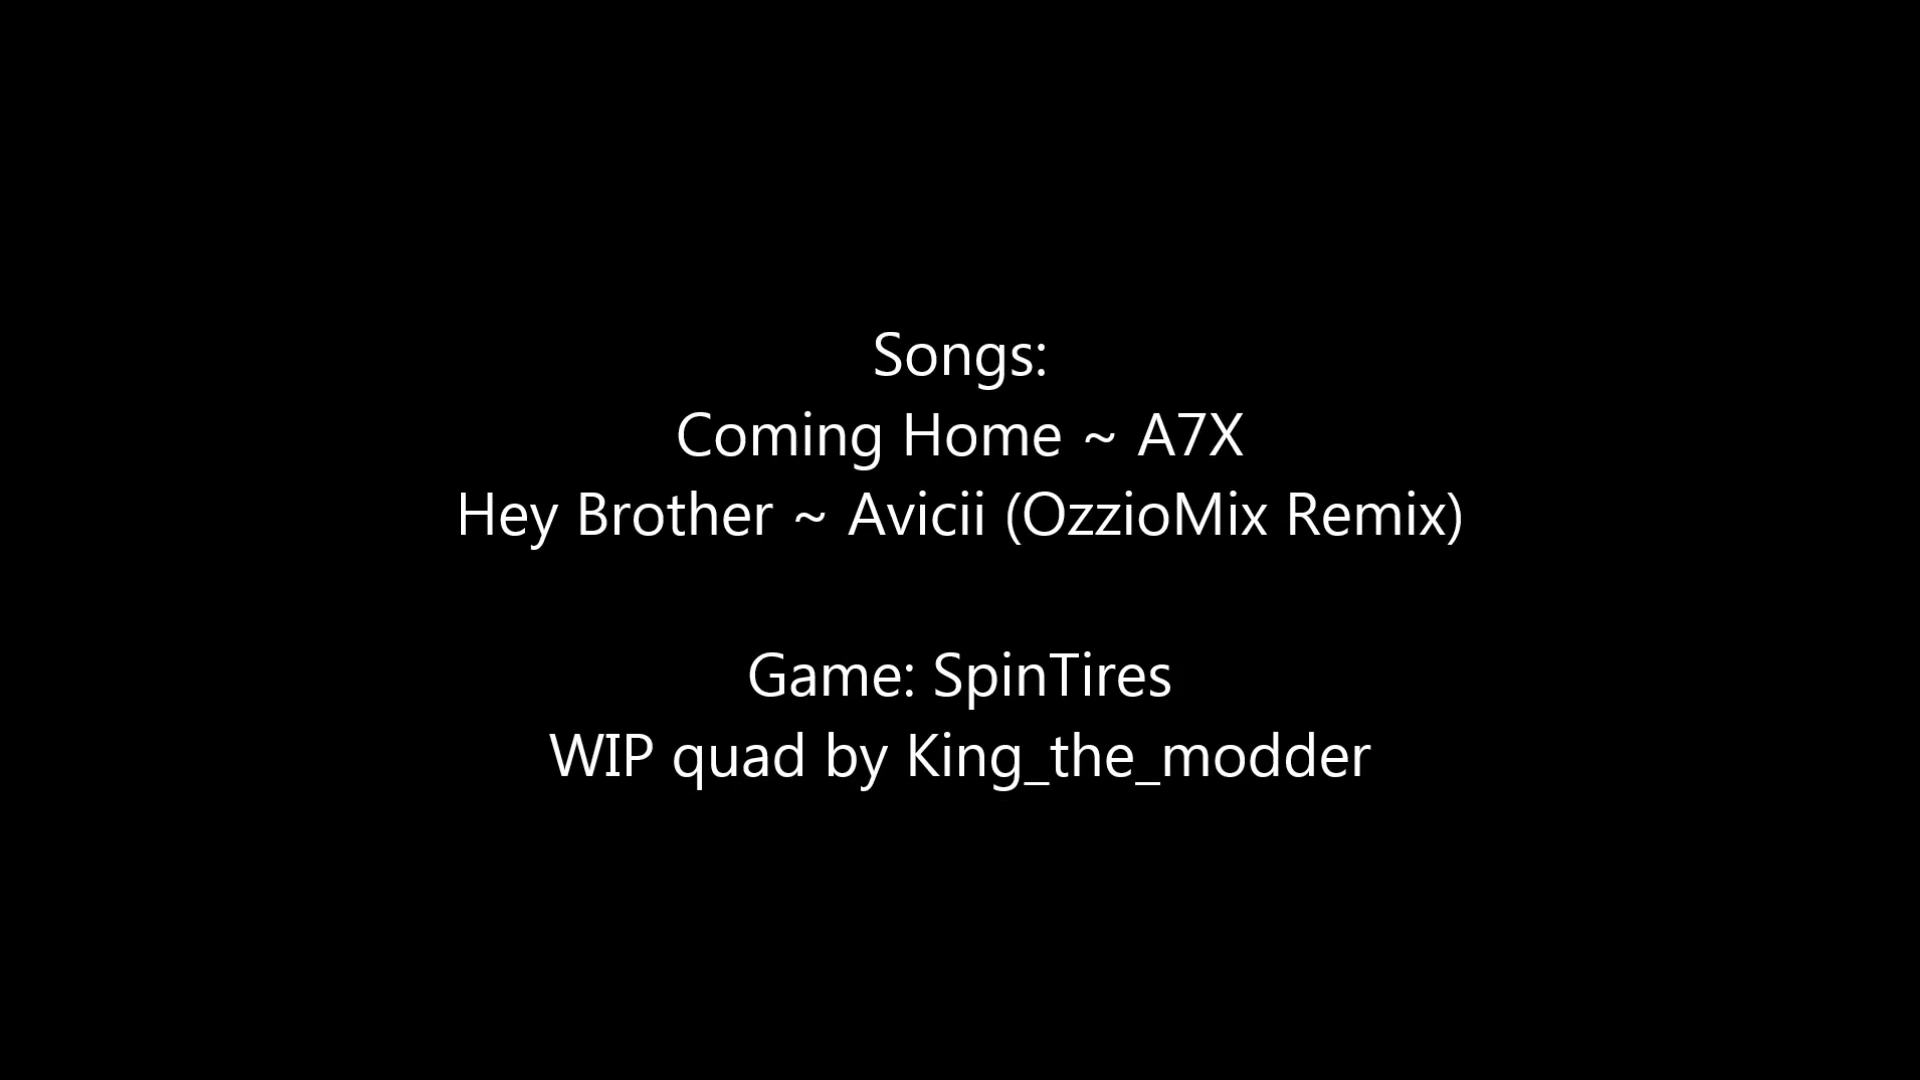 Songs:
Coming Home ~ A7X
Hey Brother ~ Avicii (OzzioMix Remix)
Game: SpinTires
WIP quad by King_the_modder